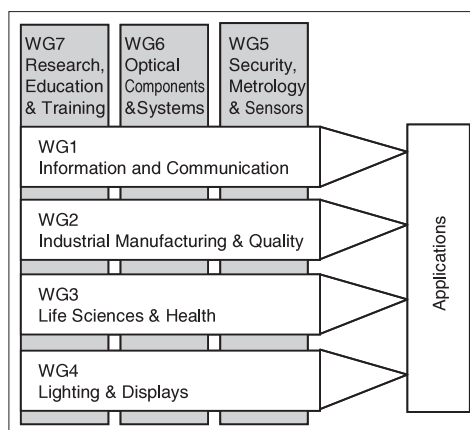 WG7
Research,
Education
& Training
WG6
Optical
Components
&Systems
WG5
Security,
Metrology
& Sensors
WG1
Information and Communication
WG2
Industrial Manufacturing & Quality
WG3
Life Sciences & Health
WG4
Lighting & Displays
Applications